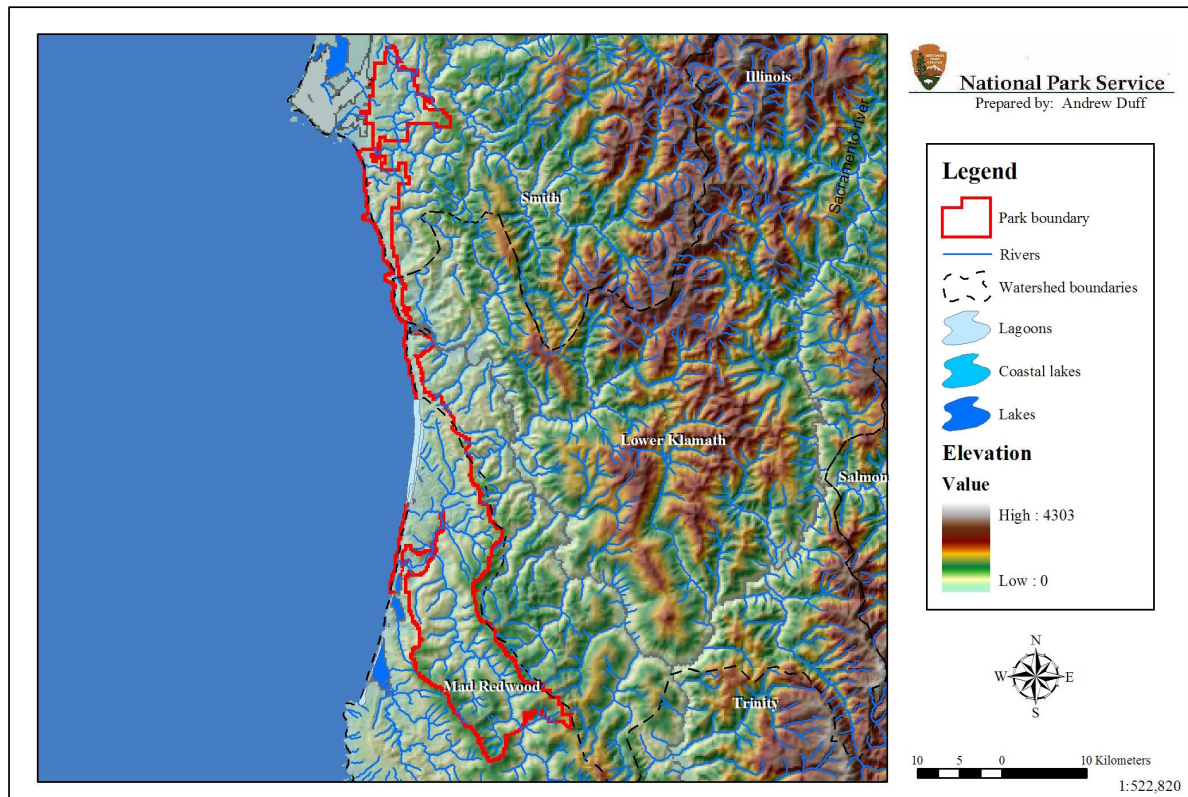 Illinois
Sacramento river
Smith
Lower Klamath
Salmon
Mad Redwood
Trinity
National Park Service
Prepared by: Andrew Duff
Legend
Park boundary
Rivers
Watershed boundaries
Lagoons
Coastal lakes
Lakes
Elevation
Value
High : 4303
Low : 0
N
W E
S
10 5 0 10 Kilometers
1:522,820